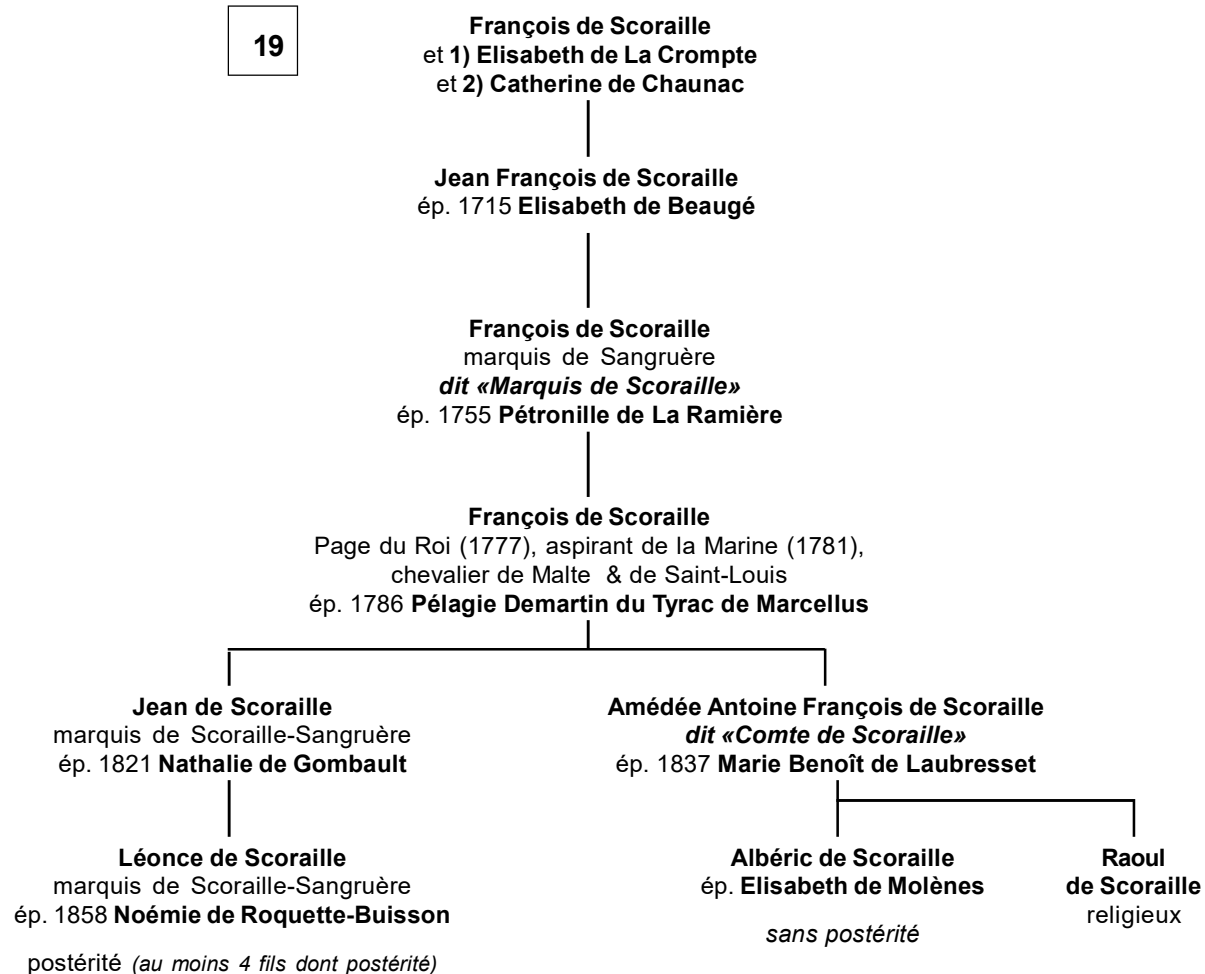 19
François de Scoraille
et 1) Elisabeth de La Crompte
et 2) Catherine de Chaunac
Jean François de Scoraille
ép. 1715 Elisabeth de Beaugé
François de Scoraille
marquis de Sangruère
dit «Marquis de Scoraille»
ép. 1755 Pétronille de La Ramière
François de Scoraille
Page du Roi (1777), aspirant de la Marine (1781),
chevalier de Malte & de Saint-Louis
ép. 1786 Pélagie Demartin du Tyrac de Marcellus
Jean de Scoraille
marquis de Scoraille-Sangruère
ép. 1821 Nathalie de Gombault
Amédée Antoine François de Scoraille
dit «Comte de Scoraille»
ép. 1837 Marie Benoît de Laubresset
Léonce de Scoraille
marquis de Scoraille-Sangruère
ép. 1858 Noémie de Roquette-Buisson
postérité (au moins 4 fils dont postérité)
Albéric de Scoraille
ép. Elisabeth de Molènes
sans postérité
Raoul
de Scoraille
religieux